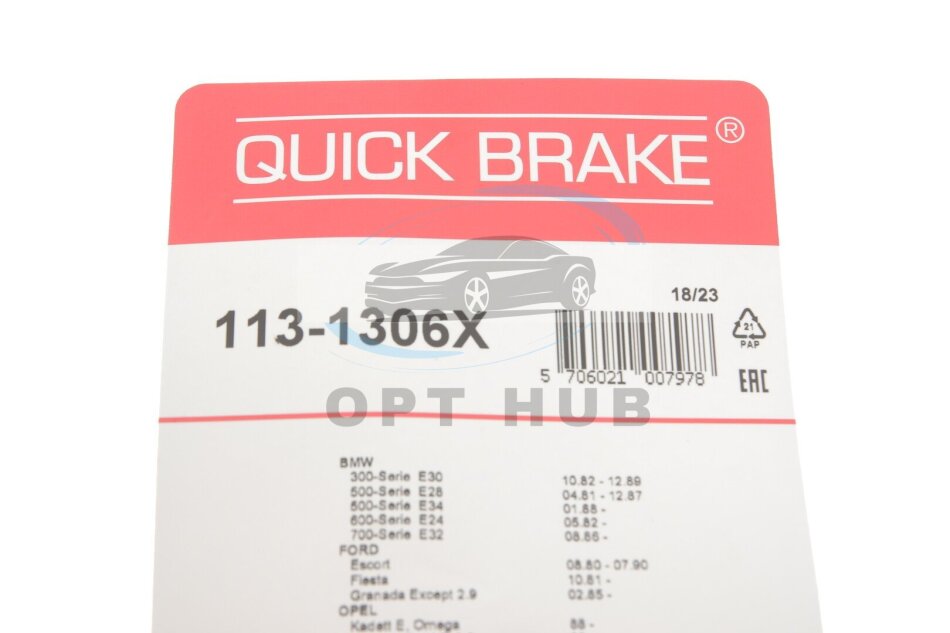 QUICK BRAKE®
18/23
113-1306X
21
PAP
5 706021 007978
EAC
OPT HUB
BMW
300-Serie E30 10.82 - 12.89
500-Serie E28 04.81 - 12.87
500-Serie E34 01.88 -
600-Serie E24 05.82 -
700-Serie E32 08.86 -
FORD
Escort 08.80 - 07.90
Fiesta 10.81 -
Granada Except 2.9 02.85 -
OPEL
Kadett E, Omega 88 -